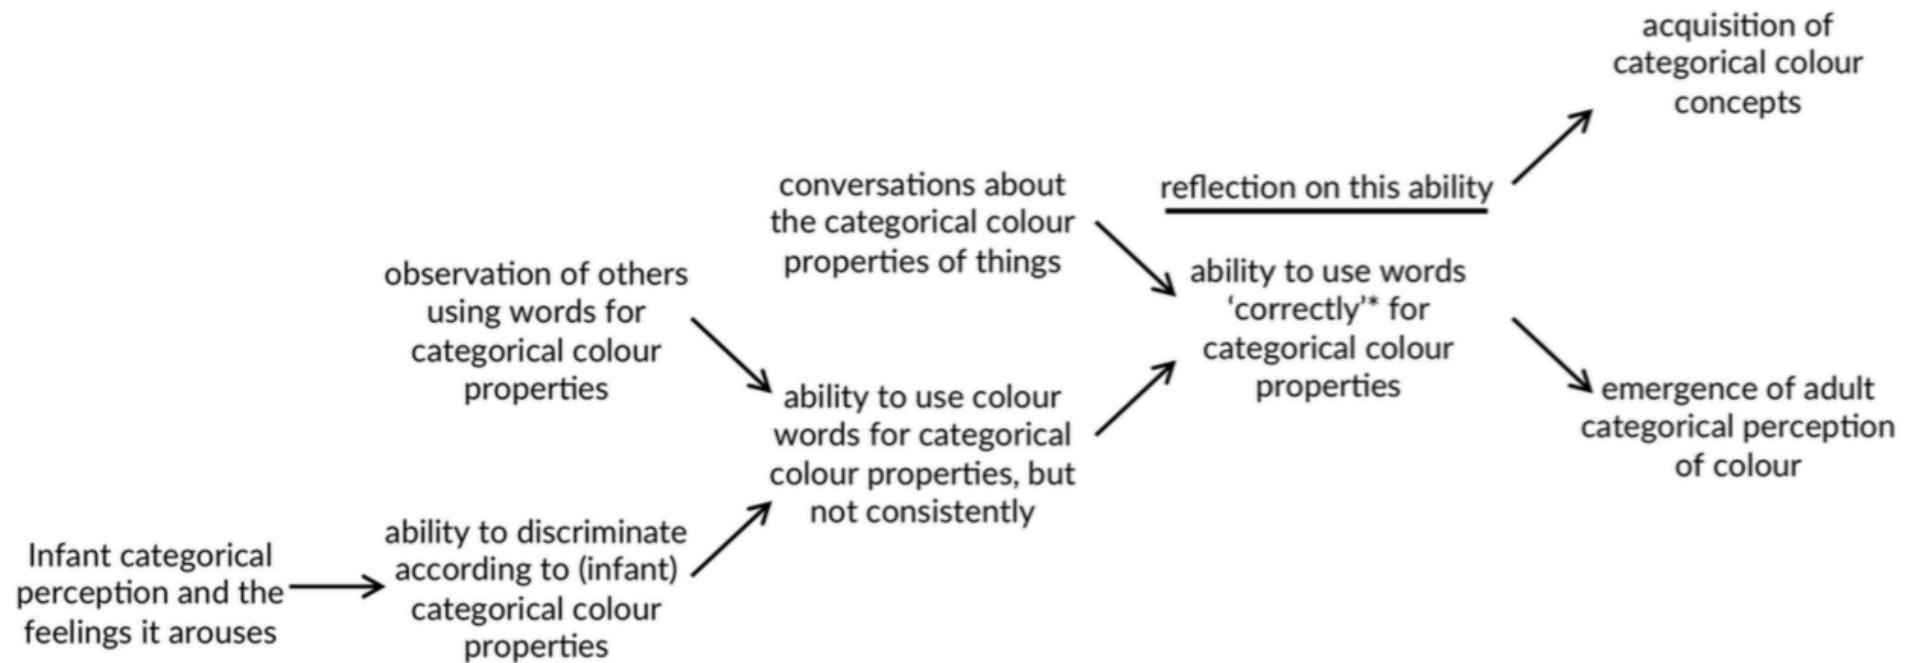 acquisition of
categorical colour
concepts
conversations about
the categorical colour
properties of things
reflection on this ability
observation of others
using words for
categorical colour
properties
ability to use words
‘correctly’* for
categorical colour
properties
ability to use colour
words for categorical
colour properties, but
not consistently
emergence of adult
categorical perception
of colour
Infant categorical
perception and the
feelings it arouses
ability to discriminate
according to (infant)
categorical colour
properties